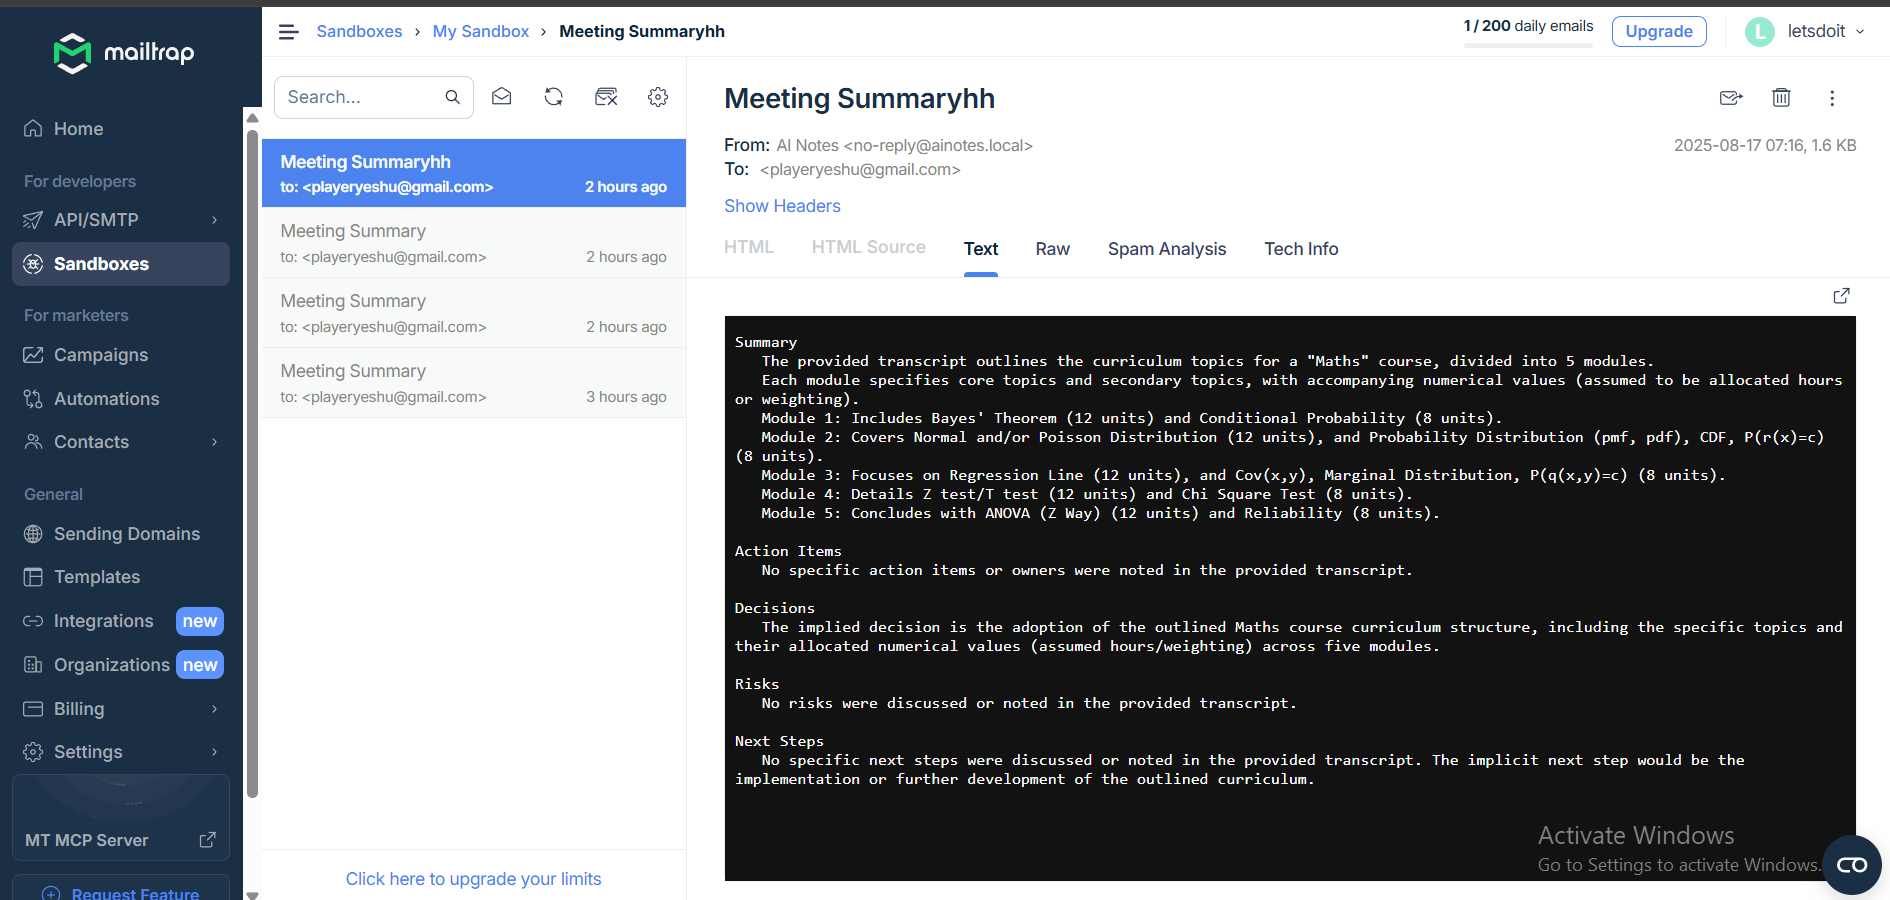 mailtrap
Home
For developers
API/SMTP
Sandboxes
For marketers
Campaigns
Automations
Contacts
General
Sending Domains
Templates
Integrations new
Organizations new
Billing
Settings
MT MCP Server
Request Feature
Sandboxes › My Sandbox › Meeting Summaryhh
1 / 200 daily emails
Upgrade
L letsdoit
Search...
Meeting Summaryhh
to: <playeryeshu@gmail.com> 2 hours ago
Meeting Summary
to: <playeryeshu@gmail.com> 2 hours ago
Meeting Summary
to: <playeryeshu@gmail.com> 2 hours ago
Meeting Summary
to: <playeryeshu@gmail.com> 3 hours ago
Click here to upgrade your limits
Meeting Summaryhh
From: AI Notes <no-reply@ainotes.local> 2025-08-17 07:16, 1.6 KB
To: <playeryeshu@gmail.com>
Show Headers
HTML HTML Source Text Raw Spam Analysis Tech Info
Summary
The provided transcript outlines the curriculum topics for a "Maths" course, divided into 5 modules.
Each module specifies core topics and secondary topics, with accompanying numerical values (assumed to be allocated hours
or weighting).
Module 1: Includes Bayes' Theorem (12 units) and Conditional Probability (8 units).
Module 2: Covers Normal and/or Poisson Distribution (12 units), and Probability Distribution (pmf, pdf), CDF, P(r(x)=c)
(8 units).
Module 3: Focuses on Regression Line (12 units), and Cov(x,y), Marginal Distribution, P(q(x,y)=c) (8 units).
Module 4: Details Z test/T test (12 units) and Chi Square Test (8 units).
Module 5: Concludes with ANOVA (Z Way) (12 units) and Reliability (8 units).
Action Items
No specific action items or owners were noted in the provided transcript.
Decisions
The implied decision is the adoption of the outlined Maths course curriculum structure, including the specific topics and
their allocated numerical values (assumed hours/weighting) across five modules.
Risks
No risks were discussed or noted in the provided transcript.
Next Steps
No specific next steps were discussed or noted in the provided transcript. The implicit next step would be the
implementation or further development of the outlined curriculum.
Activate Windows
Go to Settings to activate Windows.